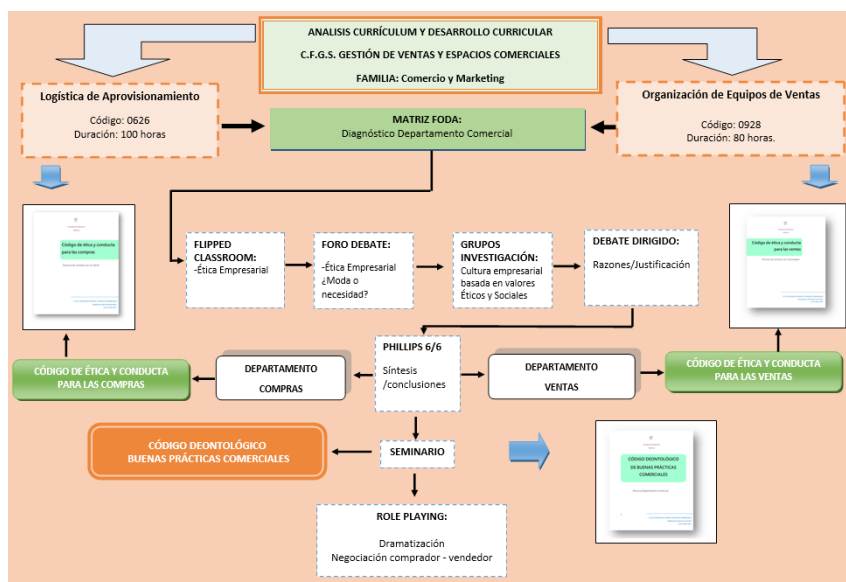 ANALISIS CURRÍCULUM Y DESARROLLO CURRICULAR
C.F.G.S. GESTIÓN DE VENTAS Y ESPACIOS COMERCIALES
FAMILIA: Comercio y Marketing
Logística de Aprovisionamiento
Código: 0626
Duración: 100 horas
MATRIZ FODA:
Diagnóstico Departamento Comercial
Organización de Equipos de Ventas
Código: 0928
Duración: 80 horas.
Código de ética y conducta
para las compras
FLIPPED
CLASSROOM:
-Ética Empresarial
FORO DEBATE:
-Ética Empresarial
¿Moda o
necesidad?
GRUPOS
INVESTIGACIÓN:
Cultura empresarial
basada en valores
Éticos y Sociales
DEBATE DIRIGIDO:
Razones/Justificación
Código de ética y conducta
para las ventas
CÓDIGO DE ÉTICA Y CONDUCTA
PARA LAS COMPRAS
DEPARTAMENTO
COMPRAS
PHILLIPS 6/6
Síntesis
/conclusiones
DEPARTAMENTO
VENTAS
CÓDIGO DE ÉTICA Y CONDUCTA
PARA LAS VENTAS
CÓDIGO DEONTOLÓGICO
BUENAS PRÁCTICAS COMERCIALES
SEMINARIO
CÓDIGO DEONTOLÓGICO
DE BUENAS PRÁCTICAS
COMERCIALES
ROLE PLAYING:
Dramatización
Negociación comprador - vendedor